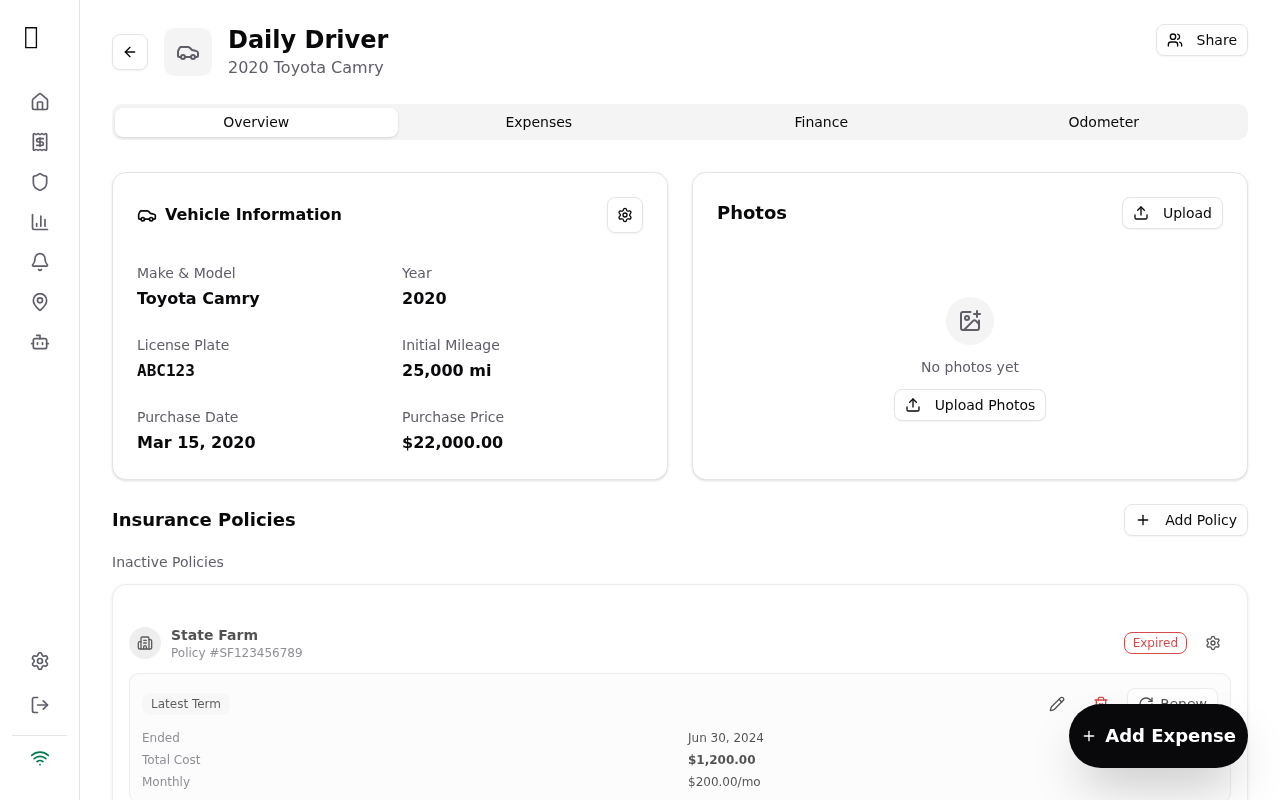 Daily Driver
2020 Toyota Camry
Share
Overview
Expenses
Finance
Odometer
Vehicle Information
Make & Model
Toyota Camry
Year
2020
License Plate
ABC123
Initial Mileage
25,000 mi
Purchase Date
Mar 15, 2020
Purchase Price
$22,000.00
Photos
Upload
No photos yet
Upload Photos
Insurance Policies
Add Policy
Inactive Policies
State Farm
Policy #SF123456789
Expired
Latest Term
Renew
Ended
Jun 30, 2024
Total Cost
$1,200.00
Monthly
$200.00/mo
Add Expense